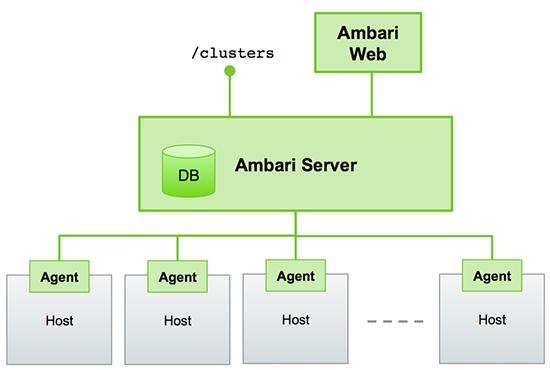 Ambari
Web
/clusters
DB
Ambari Server
Agent
Agent
Agent
Agent
Host
Host
Host
Host